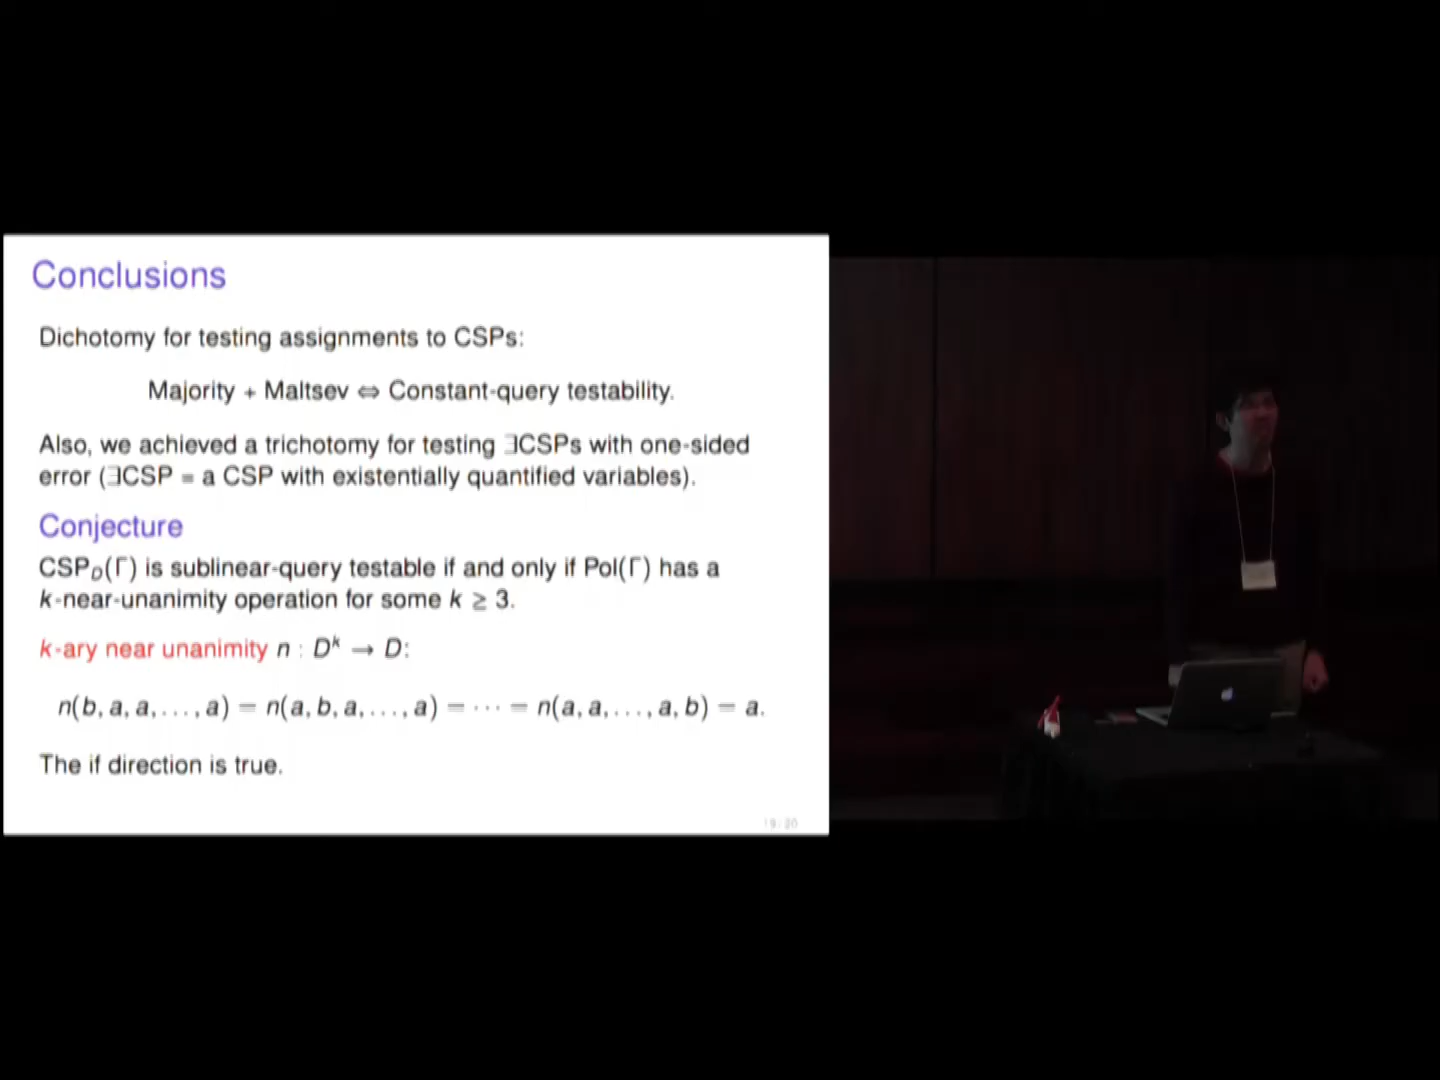 Conclusions
Dichotomy for testing assignments to CSPs:
Majority + Maltsev ⇔ Constant-query testability.
Also, we achieved a trichotomy for testing ∃CSPs with one-sided
error (∃CSP = a CSP with existentially quantified variables).
Conjecture
CSP_D(Γ) is sublinear-query testable if and only if Pol(Γ) has a
k-near-unanimity operation for some k ≥ 3.
k-ary near unanimity n : D^k → D:
n(b, a, a, . . . , a) = n(a, b, a, . . . , a) = · · · = n(a, a, . . . , a, b) = a.
The if direction is true.
19/20